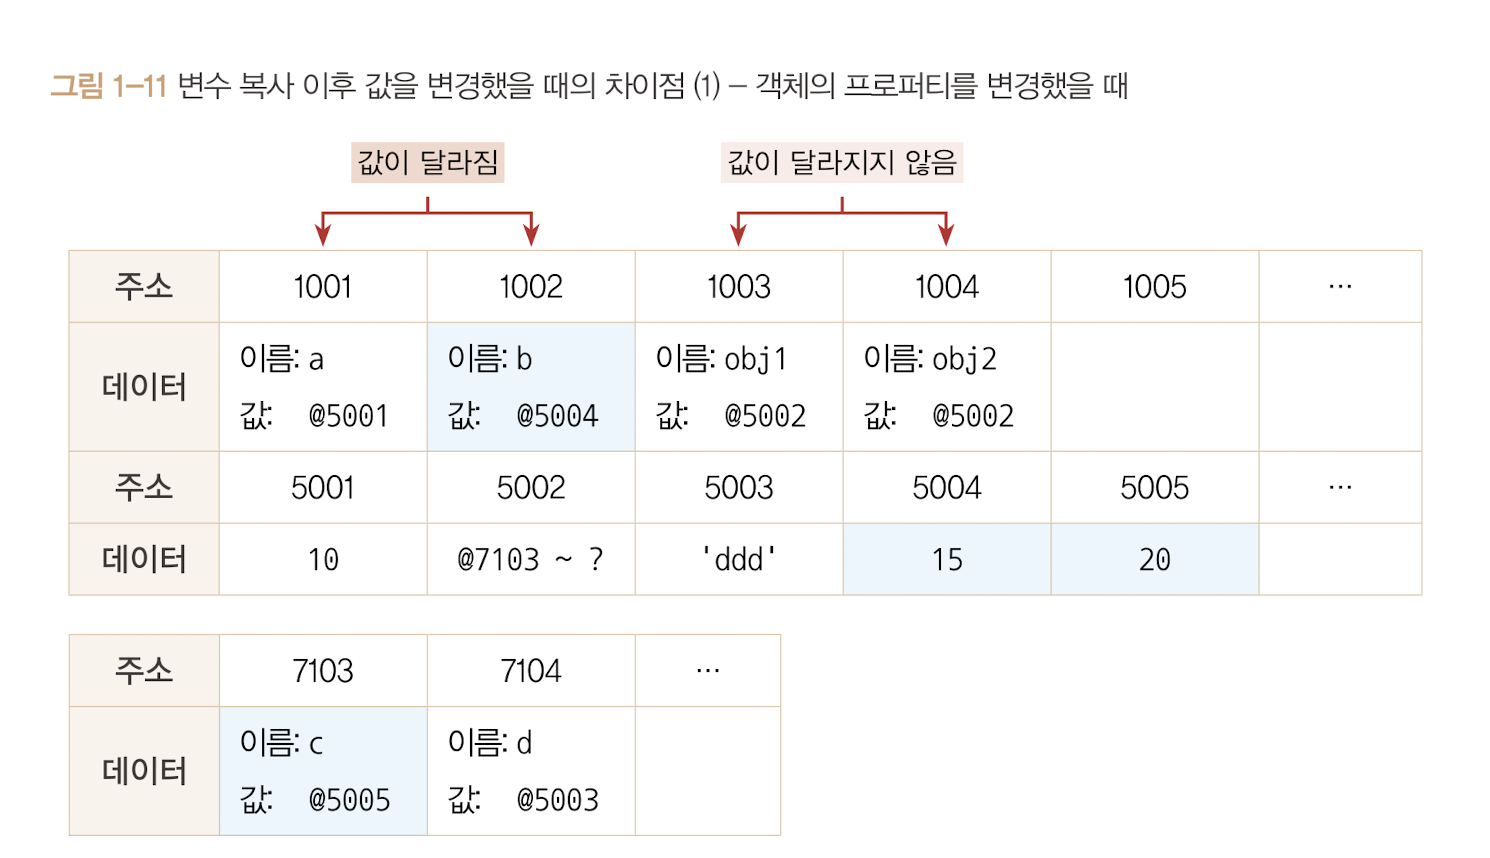 그림 1-11 변수 복사 이후 값을 변경했을 때의 차이점 (1) – 객체의 프로퍼티를 변경했을 때
값이 달라짐 값이 달라지지 않음
주소 1001 1002 1003 1004 1005 …
데이터 이름: a 이름: b 이름: obj1 이름: obj2
값: @5001 값: @5004 값: @5002 값: @5002
주소 5001 5002 5003 5004 5005 …
데이터 10 @7103 ~ ? 'ddd' 15 20
주소 7103 7104 …
데이터 이름: c 이름: d
값: @5005 값: @5003